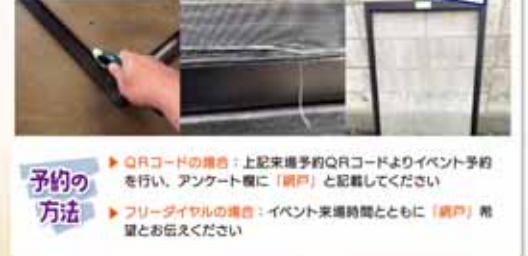 予約の
方法
▶ QRコードの場合：上記来場予約QRコードよりイベント予約
を行い、アンケート欄に「網戸」と記載してください
▶ フリーダイヤルの場合：イベント来場時間とともに「網戸」希
望とお伝えください